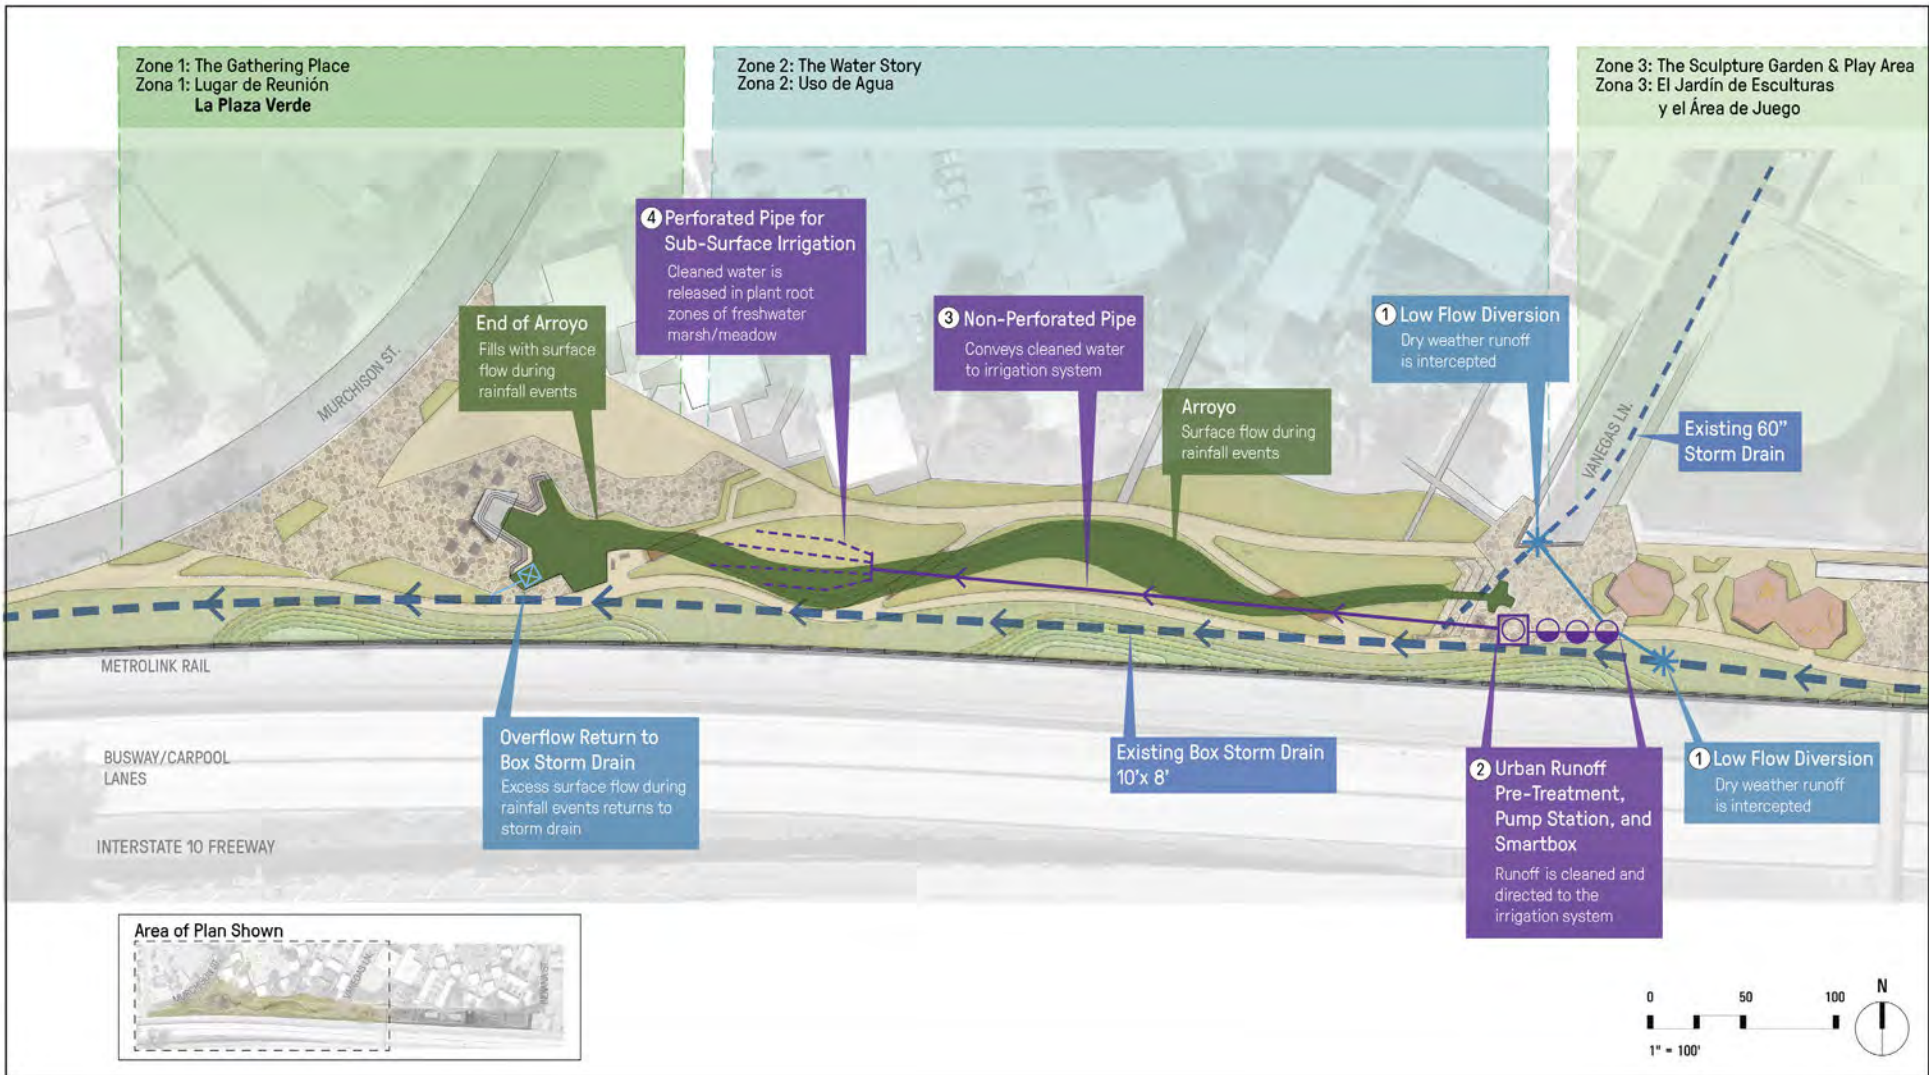 Zone 1: The Gathering Place
Zona 1: Lugar de Reunión
La Plaza Verde
Zone 2: The Water Story
Zona 2: Uso de Agua
Zone 3: The Sculpture Garden & Play Area
Zona 3: El Jardín de Esculturas
y el Área de Juego
4 Perforated Pipe for
Sub-Surface Irrigation
Cleaned water is
released in plant root
zones of freshwater
marsh/meadow
End of Arroyo
Fills with surface
flow during
rainfall events
3 Non-Perforated Pipe
Conveys cleaned water
to irrigation system
1 Low Flow Diversion
Dry weather runoff
is intercepted
Arroyo
Surface flow during
rainfall events
MURCHISON ST.
VANEGAS LN.
Existing 60"
Storm Drain
METROLINK RAIL
BUSWAY/CARPOOL
LANES
INTERSTATE 10 FREEWAY
Overflow Return to
Box Storm Drain
Excess surface flow during
rainfall events returns to
storm drain
Existing Box Storm Drain
10'x 8'
2 Urban Runoff
Pre-Treatment,
Pump Station, and
Smartbox
Runoff is cleaned and
directed to the
irrigation system
1 Low Flow Diversion
Dry weather runoff
is intercepted
Area of Plan Shown
MURCHISON ST.
VANEGAS LN.
0 50 100
1" = 100'
N